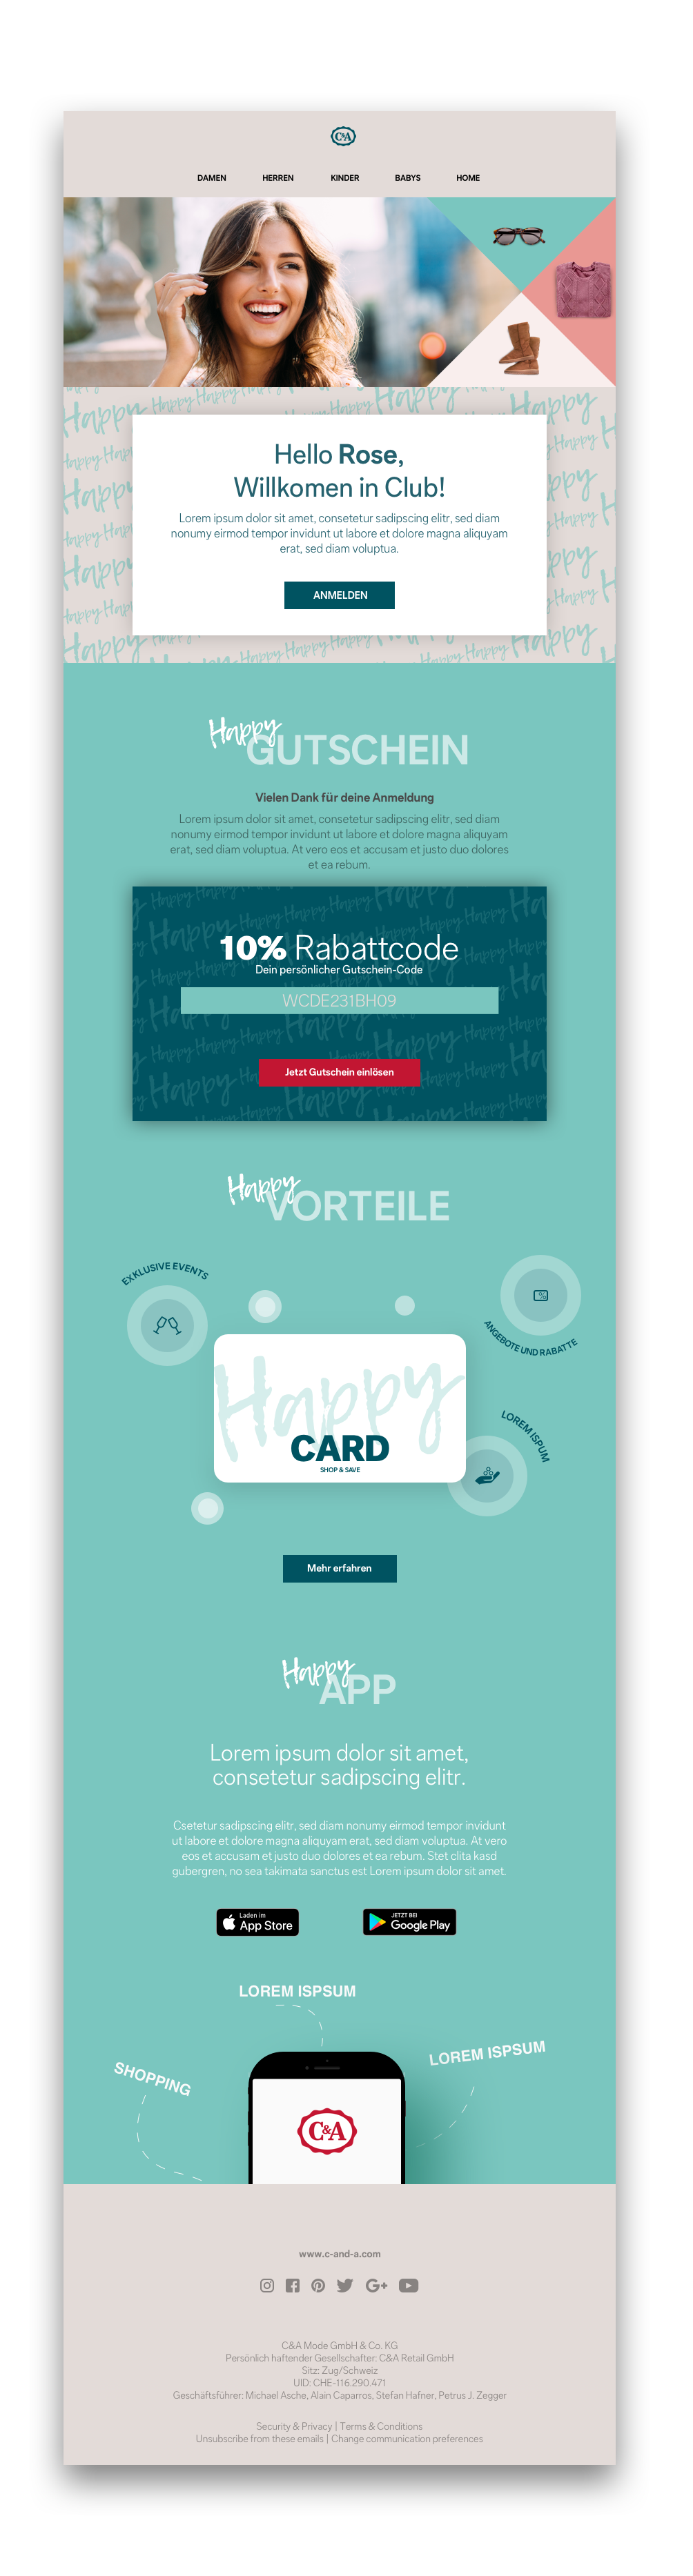 C&A
DAMEN HERREN KINDER BABYS HOME
Hello Rose,
Willkomen in Club!
Lorem ipsum dolor sit amet, consetetur sadipscing elitr, sed diam
nonumy eirmod tempor invidunt ut labore et dolore magna aliquyam
erat, sed diam voluptua.
ANMELDEN
Happy
GUTSCHEIN
Vielen Dank für deine Anmeldung
Lorem ipsum dolor sit amet, consetetur sadipscing elitr, sed diam
nonumy eirmod tempor invidunt ut labore et dolore magna aliquyam
erat, sed diam voluptua. At vero eos et accusam et justo duo dolores
et ea rebum.
10% Rabattcode
Dein persönlicher Gutschein-Code
WCDE231BH09
Jetzt Gutschein einlösen
Happy
VORTEILE
EXKLUSIVE EVENTS
ANGEBOTE UND RABATTE
Happy
CARD
SHOP & SAVE
LOREM ISPUM
Mehr erfahren
Happy
APP
Lorem ipsum dolor sit amet,
consetetur sadipscing elitr.
Csetetur sadipscing elitr, sed diam nonumy eirmod tempor invidunt
ut labore et dolore magna aliquyam erat, sed diam voluptua. At vero
eos et accusam et justo duo dolores et ea rebum. Stet clita kasd
gubergren, no sea takimata sanctus est Lorem ipsum dolor sit amet.
Laden im
App Store
JETZT BEI
Google Play
LOREM ISPSUM
LOREM ISPSUM
SHOPPING
C&A
www.c-and-a.com
C&A Mode GmbH & Co. KG
Persönlich haftender Gesellschafter: C&A Retail GmbH
Sitz: Zug/Schweiz
UID: CHE-116.290.471
Geschäftsführer: Michael Asche, Alain Caparros, Stefan Hafner, Petrus J. Zegger
Security & Privacy | Terms & Conditions
Unsubscribe from these emails | Change communication preferences